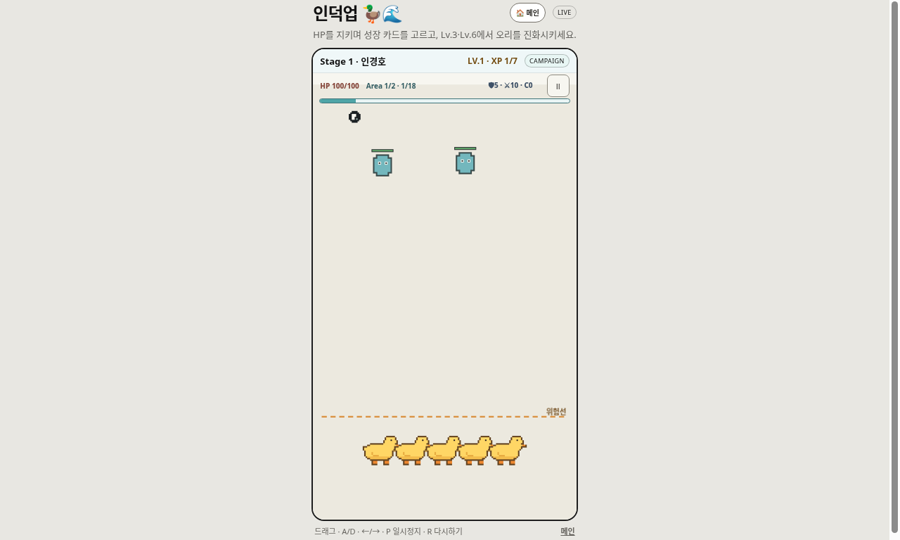 인덕업 🦆🌊
🏠 메인
LIVE
HP를 지키며 성장 카드를 고르고, Lv.3·Lv.6에서 오리를 진화시키세요.
Stage 1 · 인경호
LV.1 · XP 1/7
CAMPAIGN
HP 100/100
Area 1/2 · 1/18
🛡5 · ⚔10 · C0
II
위험선
드래그 · A/D · ←/→ · P 일시정지 · R 다시하기
메인